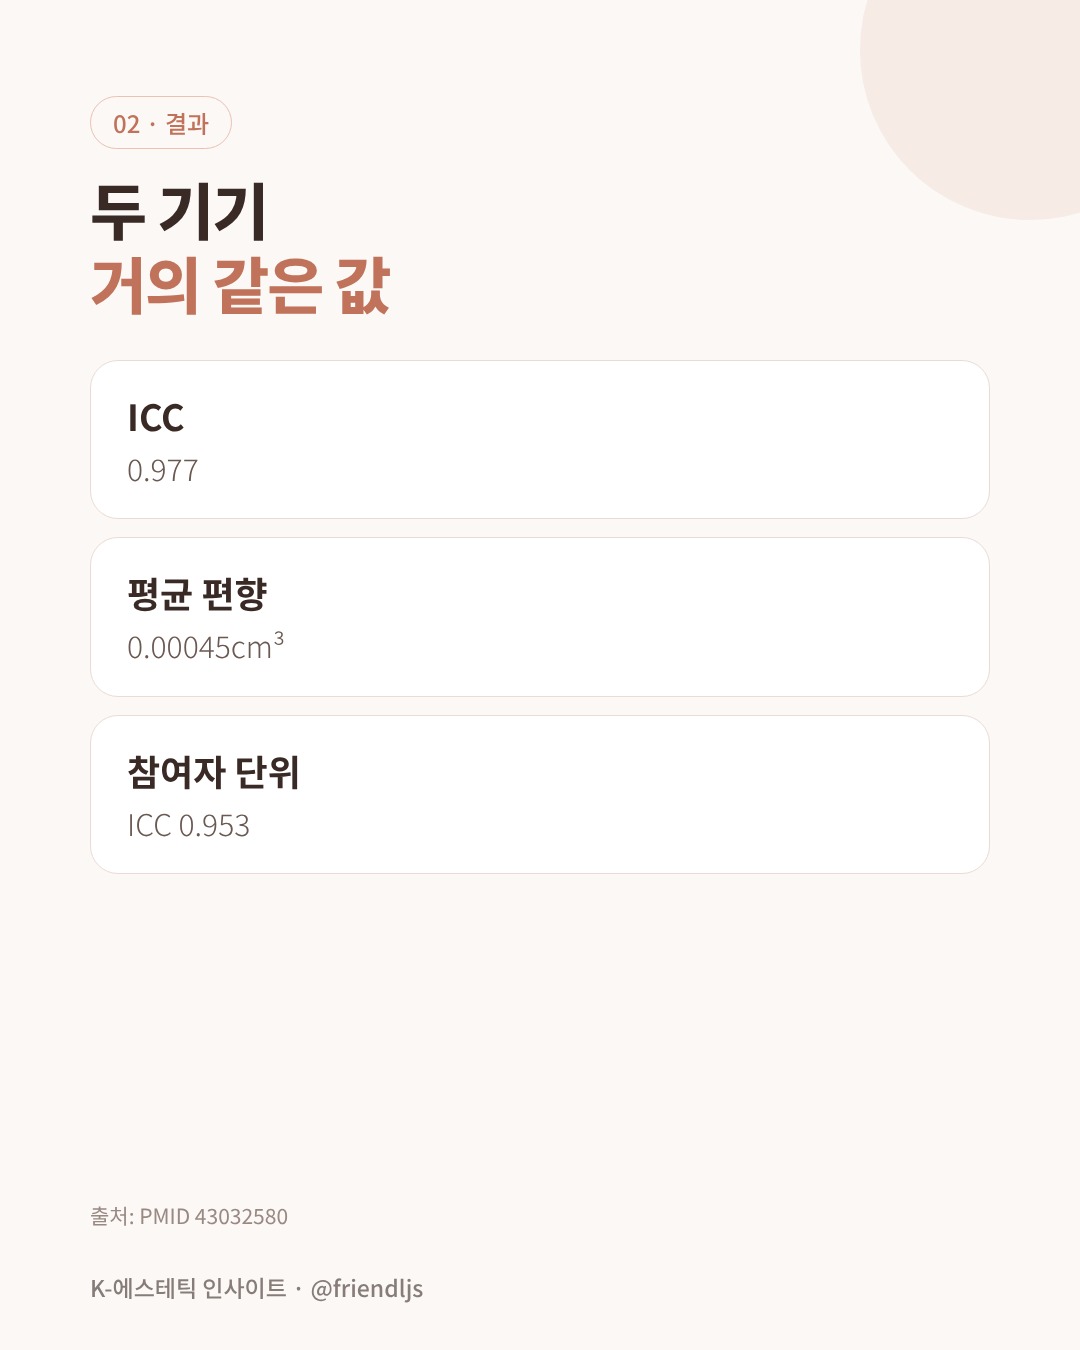 02 · 결과
두 기기
거의 같은 값
ICC
0.977
평균 편향
0.00045cm³
참여자 단위
ICC 0.953
출처: PMID 43032580
K-에스테틱 인사이트 · @friendljs